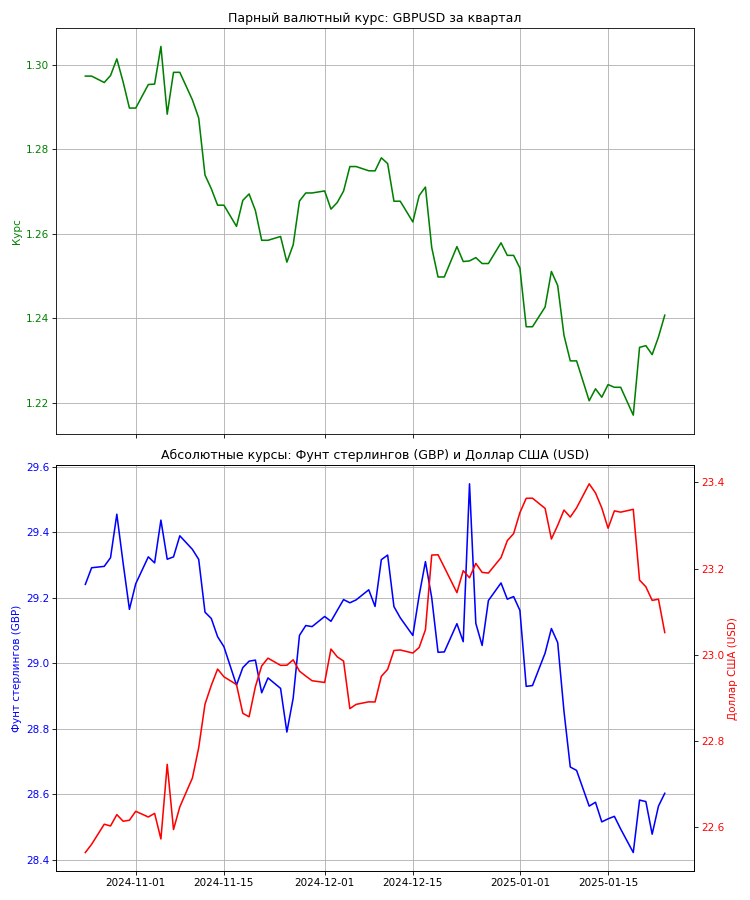 Парный валютный курс: GBPUSD за квартал
1.30
1.28
1.26
1.24
1.22
Курс
Абсолютные курсы: Фунт стерлингов (GBP) и Доллар США (USD)
29.6
29.4
29.2
29.0
28.8
28.6
28.4
Фунт стерлингов (GBP)
23.4
23.2
23.0
22.8
22.6
Доллар США (USD)
2024-11-01 2024-11-15 2024-12-01 2024-12-15 2025-01-01 2025-01-15